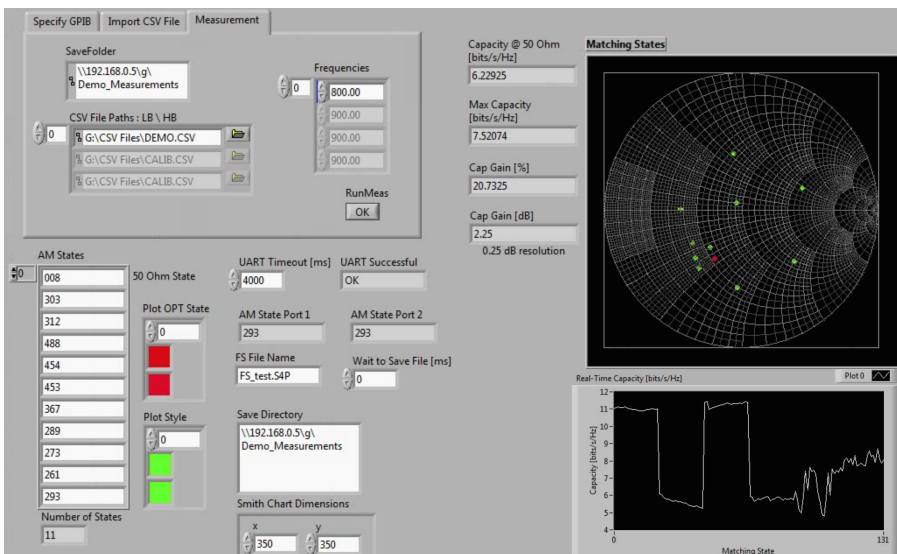 Specify GPIB
Import CSV File
Measurement
SaveFolder
\\192.168.0.5\g\
Demo_Measurements
Frequencies
0
800.00
900.00
900.00
900.00
CSV File Paths : LB \ HB
0
G:\CSV Files\DEMO.CSV
G:\CSV Files\CALIB.CSV
G:\CSV Files\CALIB.CSV
RunMeas
OK
Capacity @ 50 Ohm
[bits/s/Hz]
6.22925
Max Capacity
[bits/s/Hz]
7.52074
Cap Gain [%]
20.7325
Cap Gain [dB]
2.25
0.25 dB resolution
Matching States
AM States
0
008
303
312
488
454
453
367
289
273
261
293
Number of States
11
50 Ohm State
Plot OPT State
0
Plot Style
0
UART Timeout [ms]
4000
UART Successful
OK
AM State Port 1
293
AM State Port 2
293
FS File Name
FS_test.S4P
Wait to Save File [ms]
0
Save Directory
\\192.168.0.5\g\
Demo_Measurements
Smith Chart Dimensions
x
350
y
350
Real-Time Capacity [bits/s/Hz]
Plot 0
Capacity [bits/s/Hz]
12
11
10
9
8
7
6
5
4
0
131
Matching State